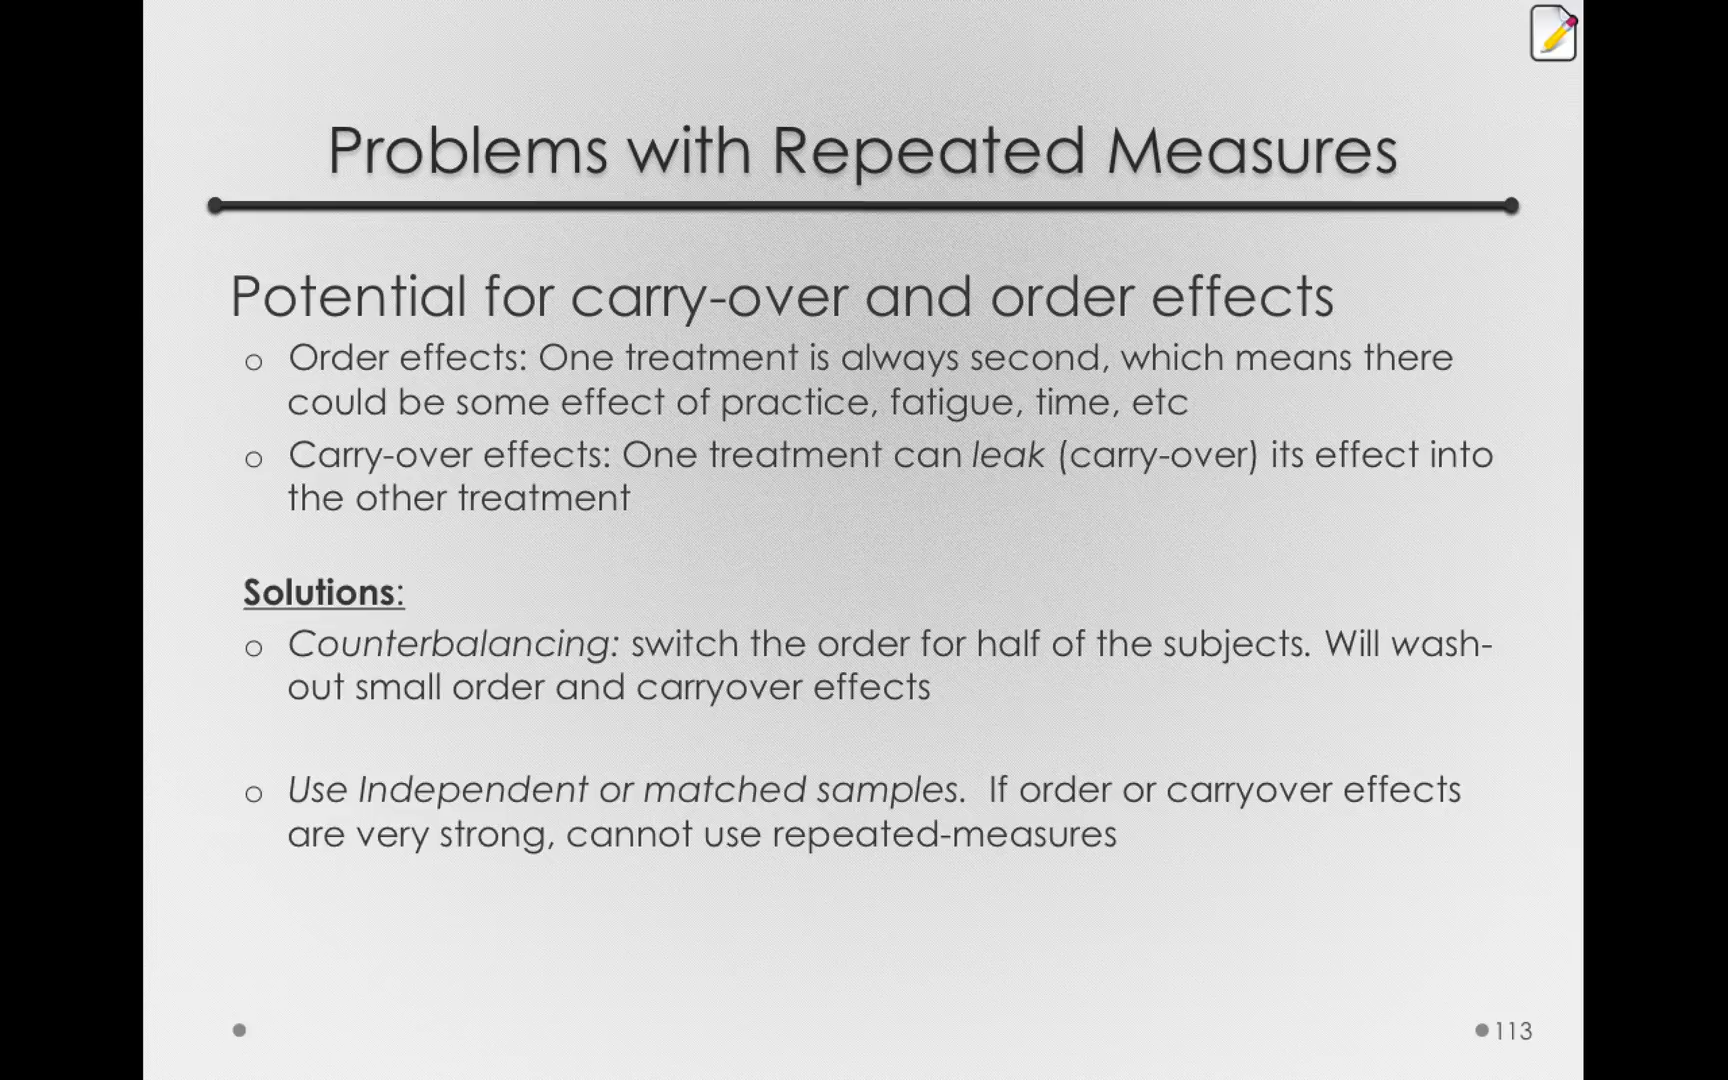 Problems with Repeated Measures
Potential for carry-over and order effects
o Order effects: One treatment is always second, which means there
could be some effect of practice, fatigue, time, etc
o Carry-over effects: One treatment can leak (carry-over) its effect into
the other treatment
Solutions:
o Counterbalancing: switch the order for half of the subjects. Will wash-
out small order and carryover effects
o Use Independent or matched samples. If order or carryover effects
are very strong, cannot use repeated-measures
113